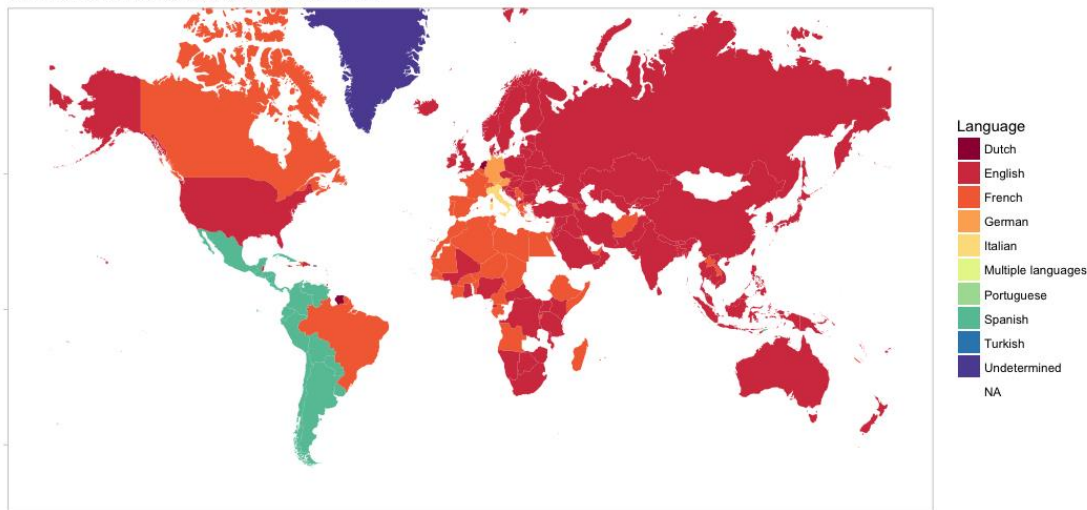 Language
Dutch
English
French
German
Italian
Multiple languages
Portuguese
Spanish
Turkish
Undetermined
NA